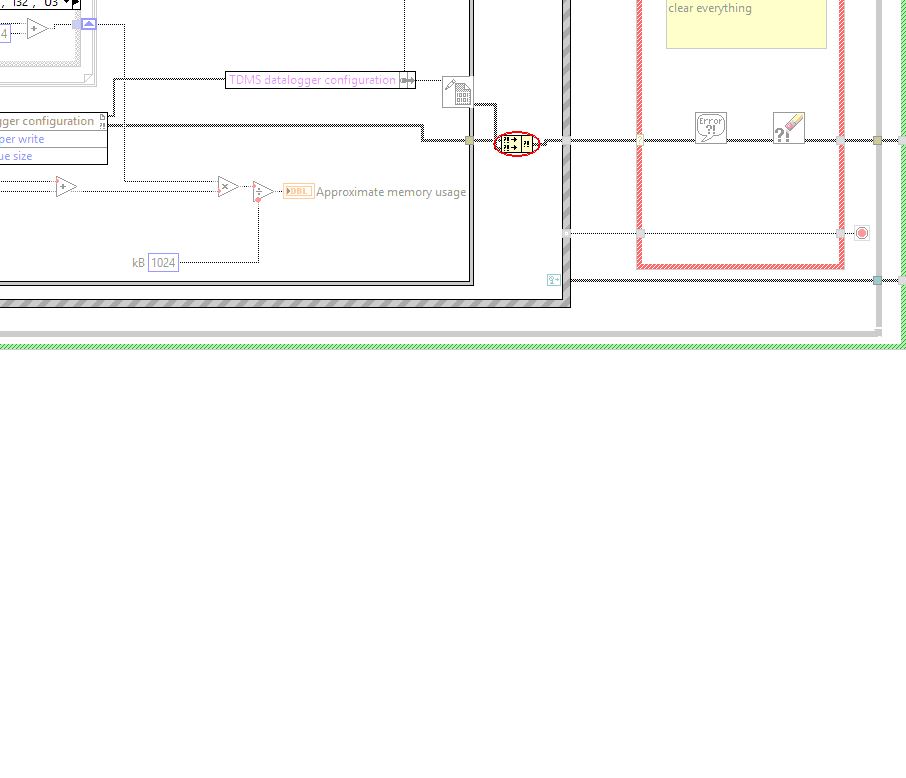 , I32 , U3
clear everything
4
TDMS datalogger configuration
gger configuration
per write
ue size
Error
?!
??
DBL
Approximate memory usage
kB 1024